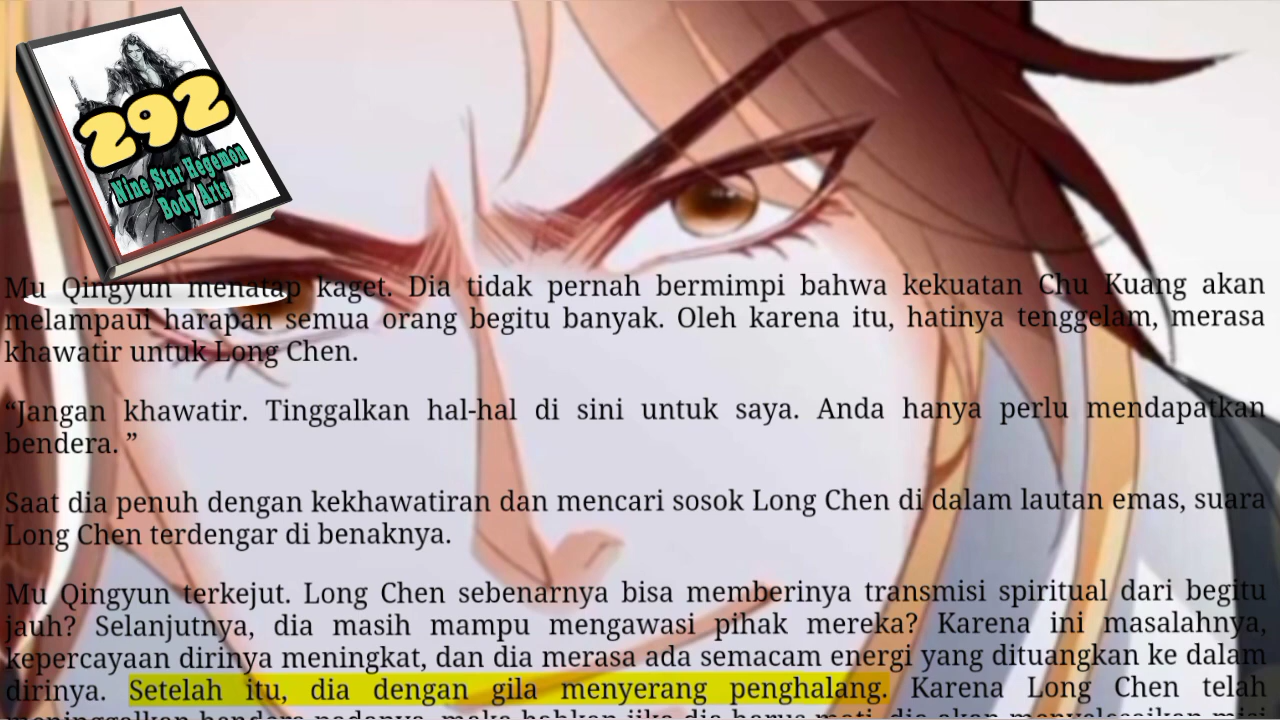 292
Nine Star Hegemon
Body Arts
Mu Qingyun menatap kaget. Dia tidak pernah bermimpi bahwa kekuatan Chu Kuang akan
melampaui harapan semua orang begitu banyak. Oleh karena itu, hatinya tenggelam, merasa
khawatir untuk Long Chen.
“Jangan khawatir. Tinggalkan hal-hal di sini untuk saya. Anda hanya perlu mendapatkan
bendera. ”
Saat dia penuh dengan kekhawatiran dan mencari sosok Long Chen di dalam lautan emas, suara
Long Chen terdengar di benaknya.
Mu Qingyun terkejut. Long Chen sebenarnya bisa memberinya transmisi spiritual dari begitu
jauh? Selanjutnya, dia masih mampu mengawasi pihak mereka? Karena ini masalahnya,
kepercayaan dirinya meningkat, dan dia merasa ada semacam energi yang dituangkan ke dalam
dirinya. Setelah itu, dia dengan gila menyerang penghalang. Karena Long Chen telah